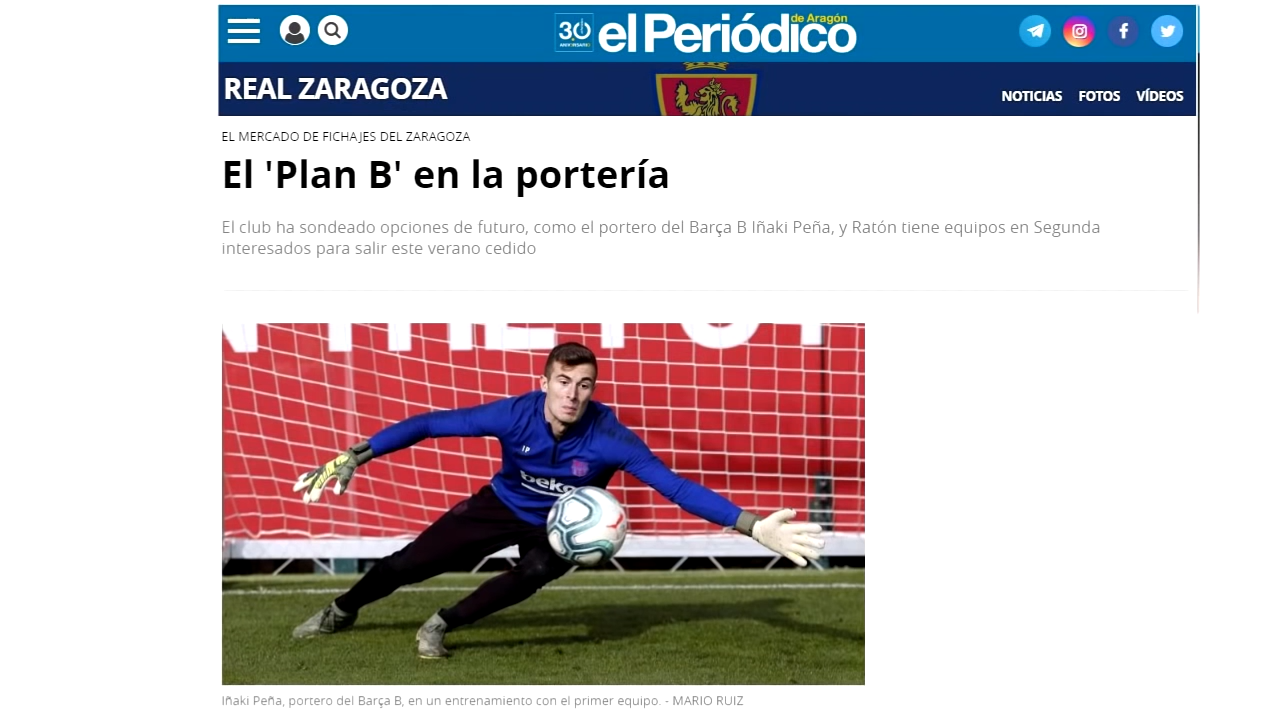 30
ANIVERSARIO
el Periódico
de Aragón
REAL ZARAGOZA
NOTICIAS FOTOS VÍDEOS
EL MERCADO DE FICHAJES DEL ZARAGOZA
El 'Plan B' en la portería
El club ha sondeado opciones de futuro, como el portero del Barça B Iñaki Peña, y Ratón tiene equipos en Segunda
interesados para salir este verano cedido
IP
beko
Iñaki Peña, portero del Barça B, en un entrenamiento con el primer equipo. - MARIO RUIZ